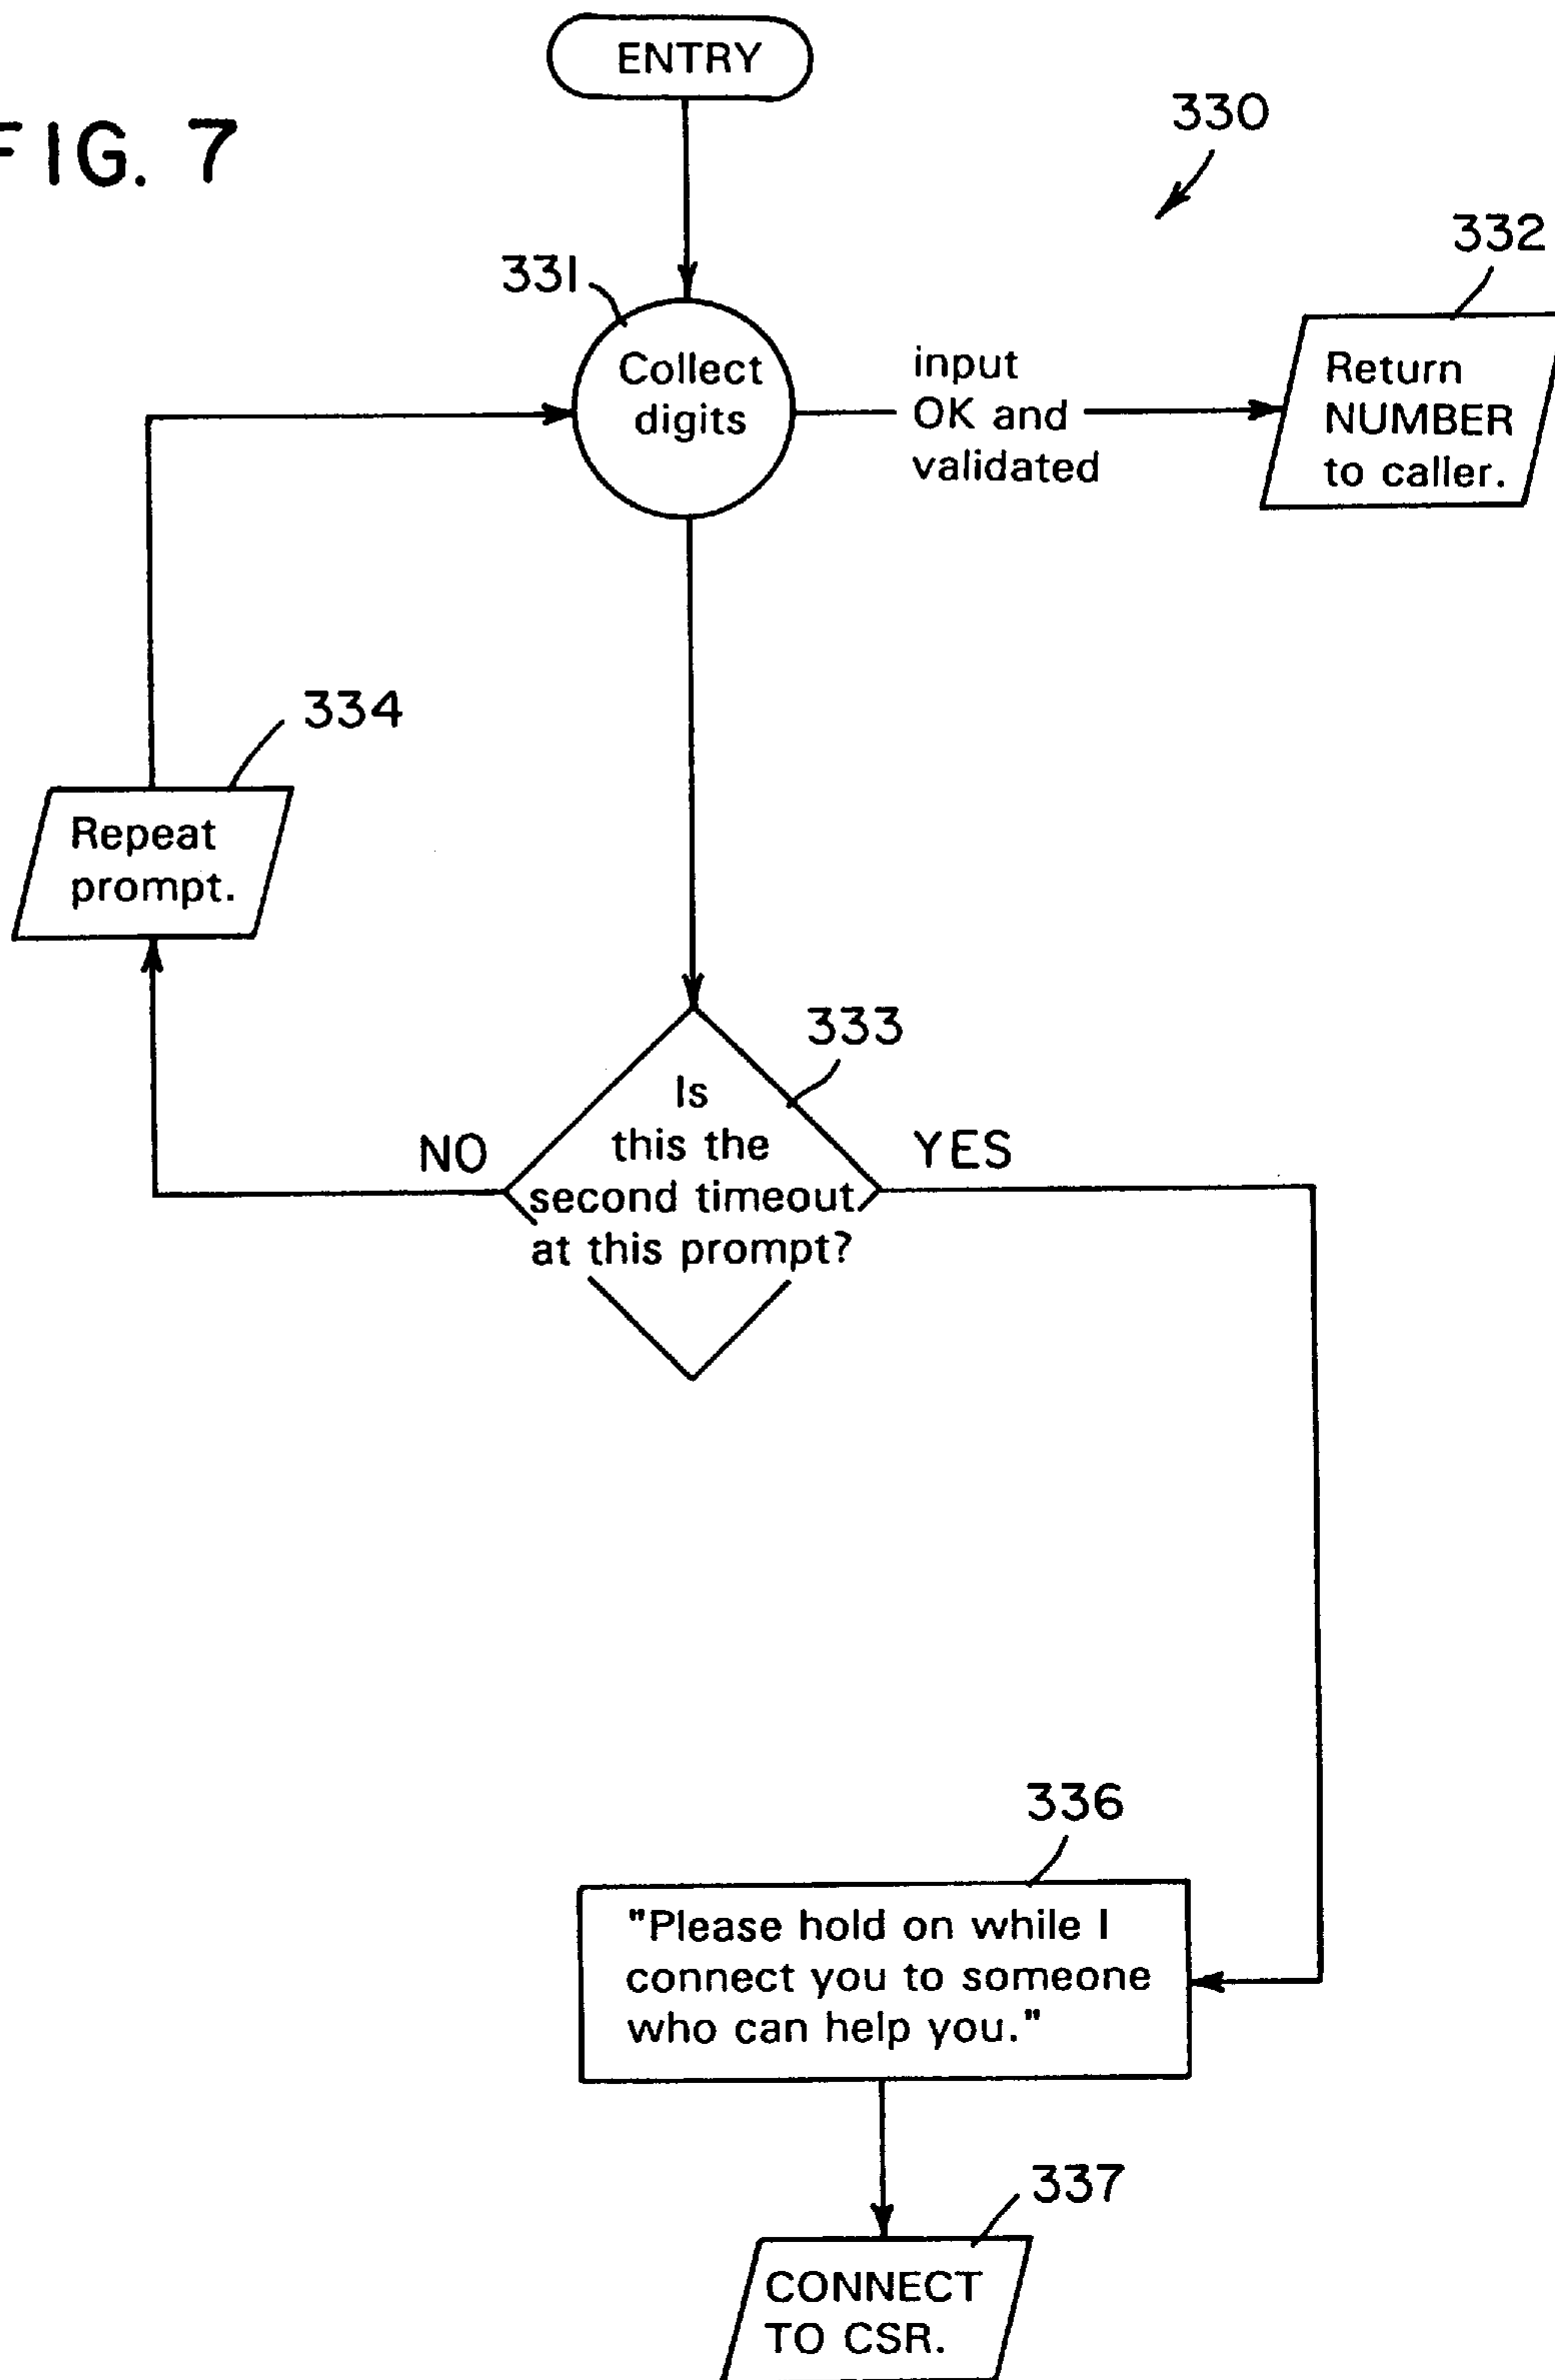 ENTRY
FIG. 7
330
332
331
Collect
digits
input
OK and
validated
Return
NUMBER
to caller.
334
Repeat
prompt.
333
Is
this the
second timeout
at this prompt?
NO
YES
336
"Please hold on while I
connect you to someone
who can help you."
337
CONNECT
TO CSR.